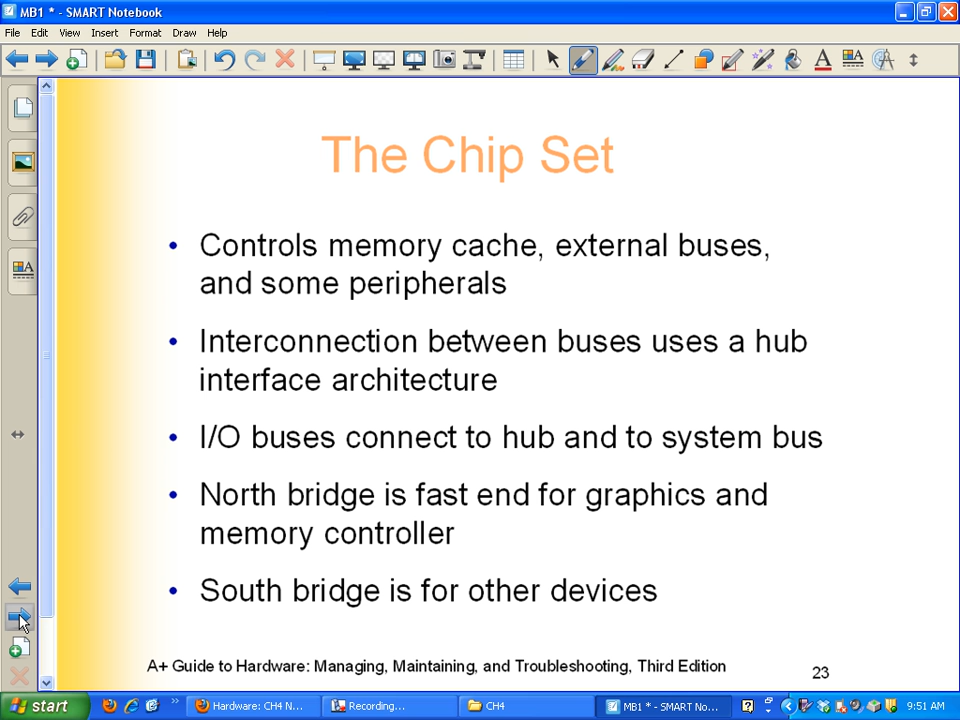 MB1 * - SMART Notebook
File Edit View Insert Format Draw Help
The Chip Set
• Controls memory cache, external buses,
and some peripherals
• Interconnection between buses uses a hub
interface architecture
• I/O buses connect to hub and to system bus
• North bridge is fast end for graphics and
memory controller
• South bridge is for other devices
A+ Guide to Hardware: Managing, Maintaining, and Troubleshooting, Third Edition
23
start » Hardware: CH4 N... Recording... CH4 MB1 * - SMART No... 9:51 AM